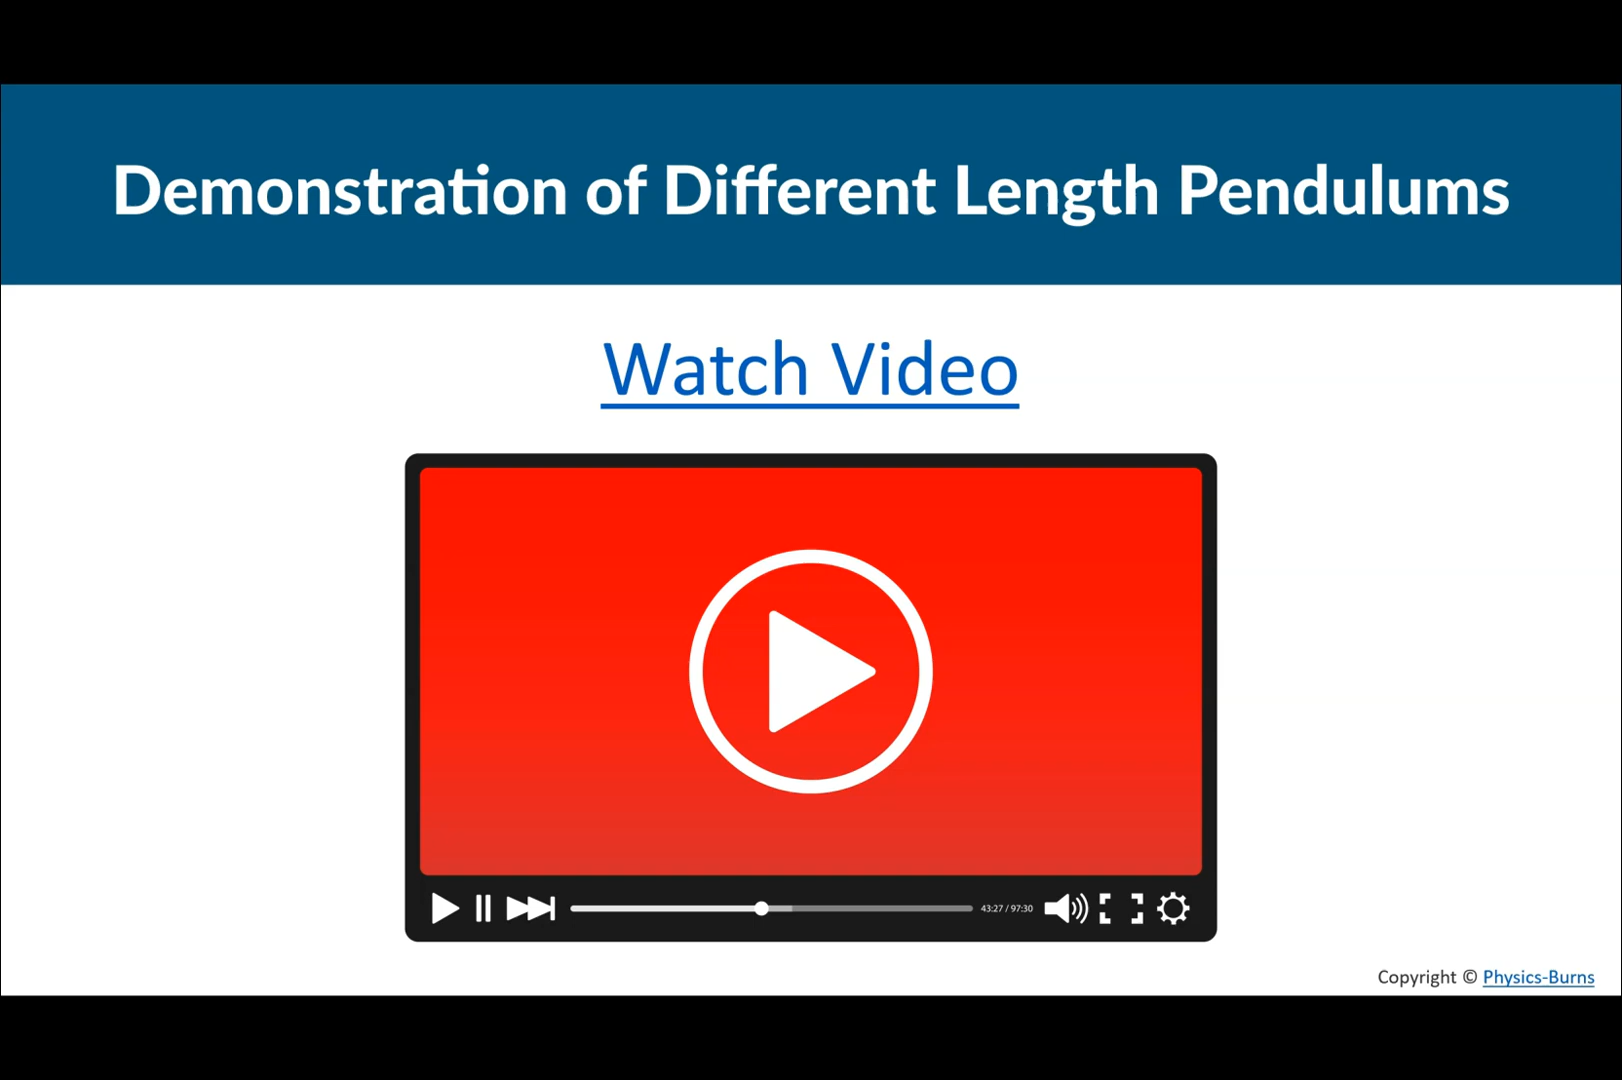 Demonstration of Different Length Pendulums
Watch Video
43:27 / 97:30
Copyright © Physics-Burns